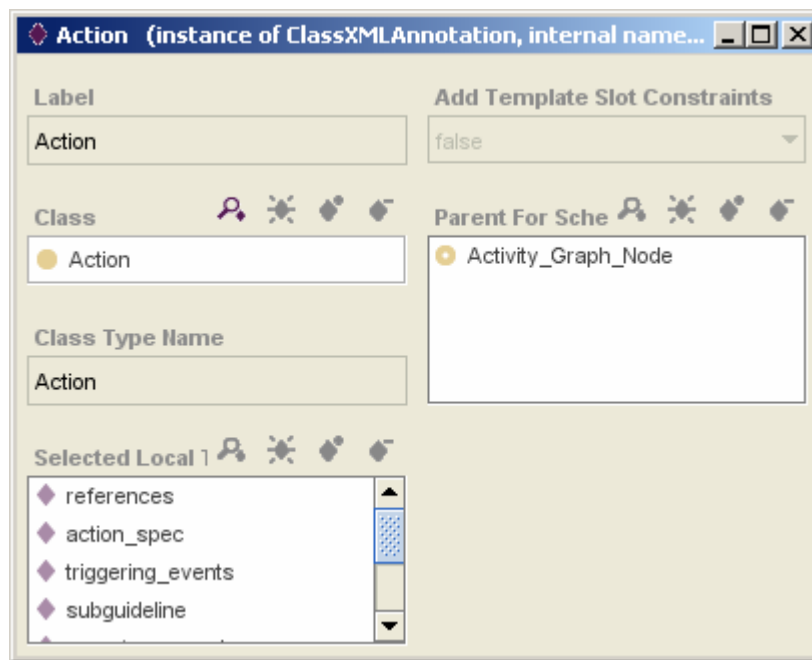 Action (instance of ClassXMLAnnotation, internal name...
Label
Action
Add Template Slot Constraints
false
Class
Action
Parent For Sche
Activity_Graph_Node
Class Type Name
Action
Selected Local T
references
action_spec
triggering_events
subguideline